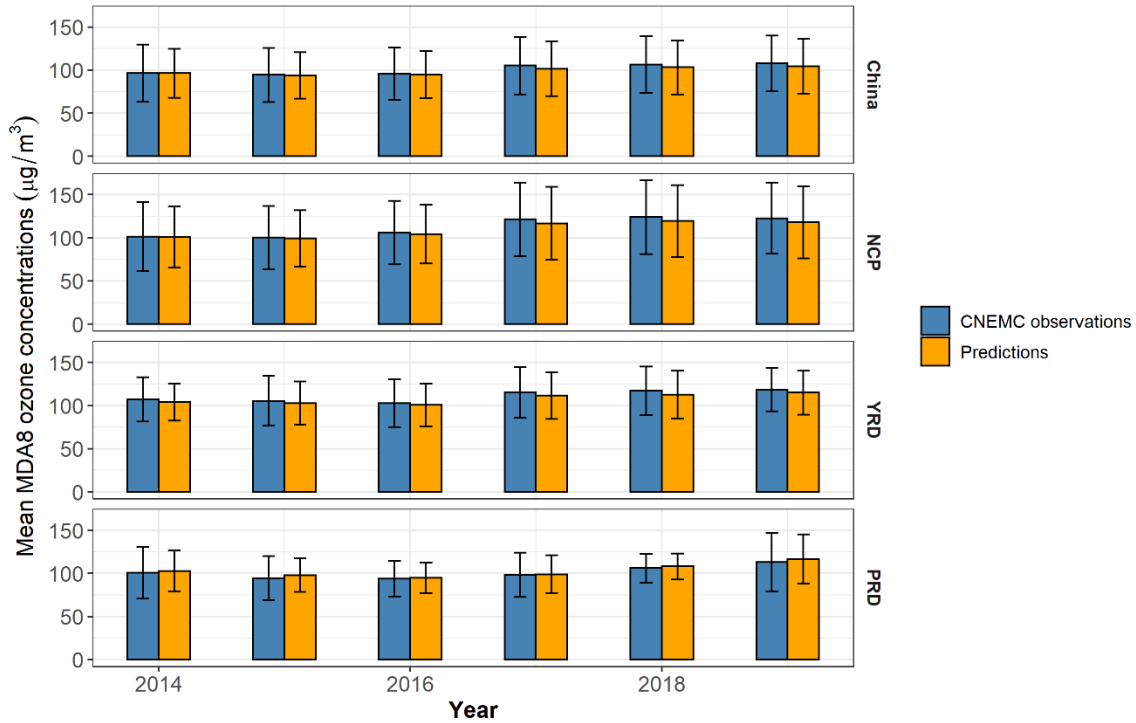 Mean MDA8 ozone concentrations (μg/m³)
150
100
50
0
China
150
100
50
0
NCP
150
100
50
0
YRD
150
100
50
0
PRD
2014
2016
2018
Year
CNEMC observations
Predictions